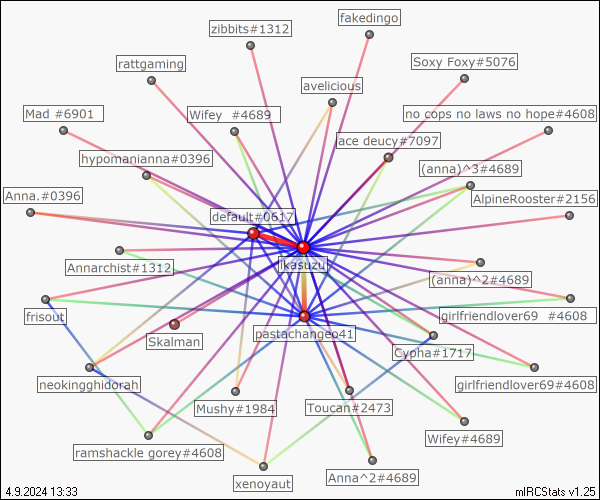 fakedingo
zibbits#1312
rattgaming
Soxy Foxy#5076
avelicious
Mad #6901
Wifey  #4689
no cops no laws no hope#4608
ace deucy#7097
hypomanianna#0396
(anna)^3#4689
Anna.#0396
AlpineRooster#2156
default#0617
ikasuzu
Annarchist#1312
(anna)^2#4689
frisout
girlfriendlover69  #4608
pastachangeo41
Skalman
Cypha#1717
neokingghidorah
girlfriendlover69#4608
Mushy#1984
Toucan#2473
Wifey#4689
ramshackle gorey#4608
Anna^2#4689
xenoyaut
4.9.2024 13:33
mIRCStats v1.25